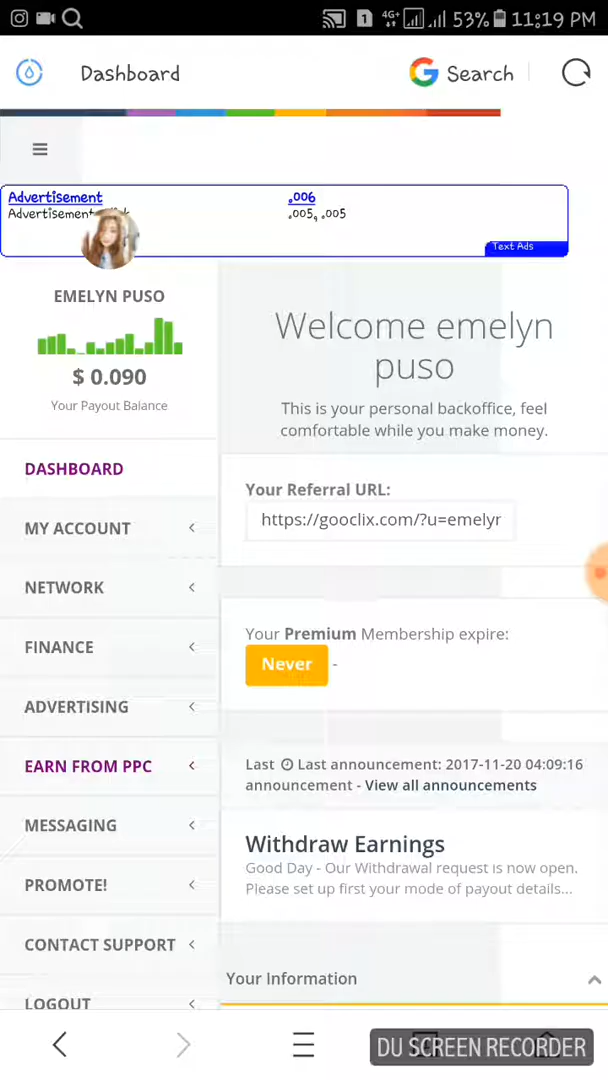 1 4G+ 53% 11:19 PM
Dashboard
G Search
Advertisement .006
Advertisement .005, .005
Text Ads
EMELYN PUSO
$ 0.090
Your Payout Balance
Welcome emelyn
puso
This is your personal backoffice, feel
comfortable while you make money.
Your Referral URL:
https://gooclix.com/?u=emelyr
DASHBOARD
MY ACCOUNT
NETWORK
FINANCE
ADVERTISING
EARN FROM PPC
MESSAGING
PROMOTE!
CONTACT SUPPORT
LOGOUT
Your Premium Membership expire:
Never -
Last Last announcement: 2017-11-20 04:09:16
announcement - View all announcements
Withdraw Earnings
Good Day - Our Withdrawal request is now open.
Please set up first your mode of payout details...
Your Information
DU SCREEN RECORDER